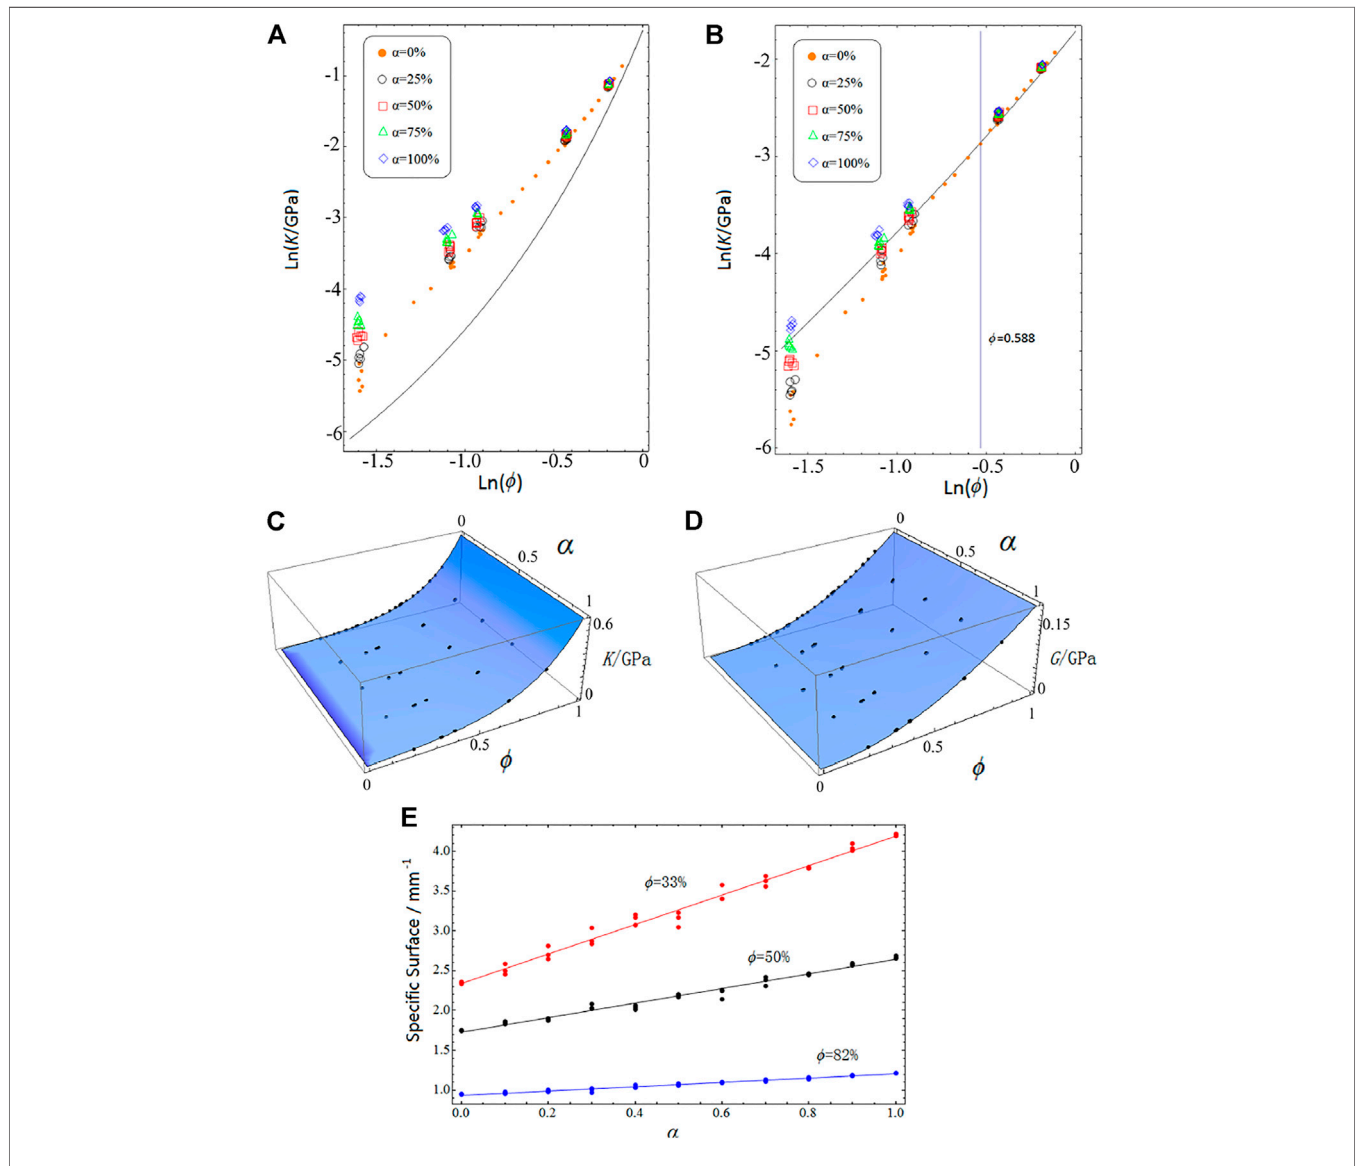 A
α=0%
α=25%
α=50%
α=75%
α=100%
Ln(K/GPa)
-1
-2
-3
-4
-5
-6
-1.5
-1.0
-0.5
0
Ln(ϕ)
B
α=0%
α=25%
α=50%
α=75%
α=100%
Ln(K/GPa)
-2
-3
-4
-5
-6
ϕ=0.588
-1.5
-1.0
-0.5
0
Ln(ϕ)
C
0
0.5
α
1
0.6
K/GPa
0
1
0.5
ϕ
0
D
0
0.5
α
1
0.15
G/GPa
0
1
0.5
ϕ
0
E
Specific Surface / mm⁻¹
4.0
3.5
3.0
2.5
2.0
1.5
1.0
ϕ=33%
ϕ=50%
ϕ=82%
0.0
0.2
0.4
0.6
0.8
1.0
α